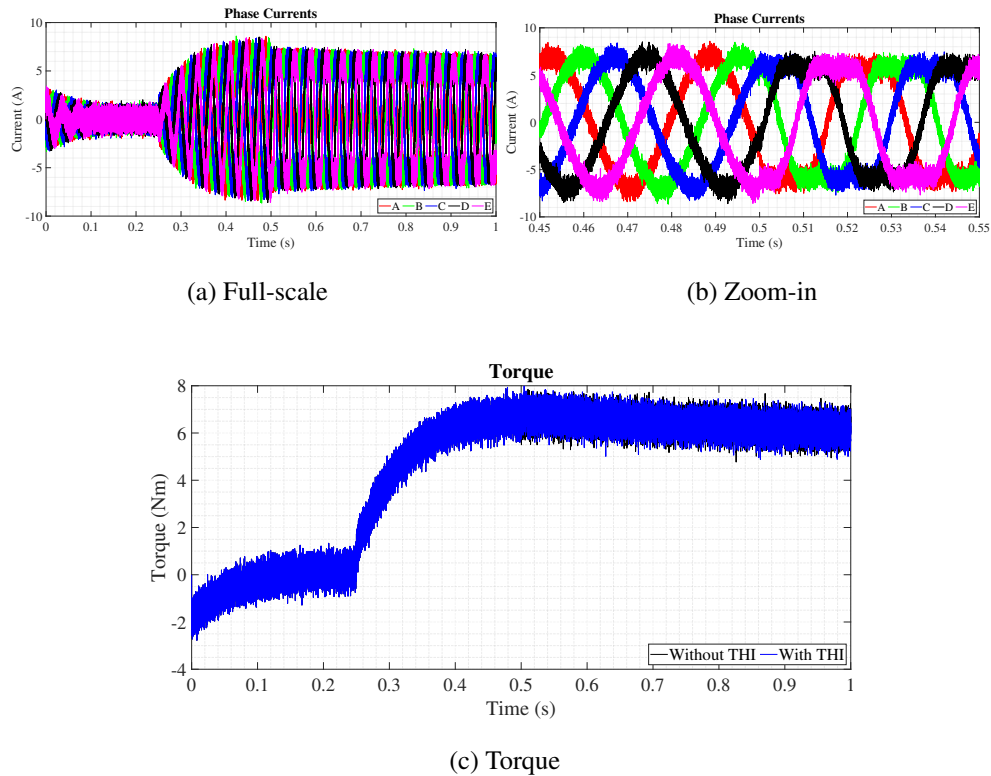 Phase Currents
10
5
0
-5
-10
Current (A)
0 0.1 0.2 0.3 0.4 0.5 0.6 0.7 0.8 0.9 1
Time (s)
A B C D E
(a) Full-scale
Phase Currents
10
5
0
-5
-10
Current (A)
0.45 0.46 0.47 0.48 0.49 0.5 0.51 0.52 0.53 0.54 0.55
Time (s)
A B C D E
(b) Zoom-in
Torque
8
6
4
2
0
-2
-4
Torque (Nm)
Without THI With THI
0 0.1 0.2 0.3 0.4 0.5 0.6 0.7 0.8 0.9 1
Time (s)
(c) Torque